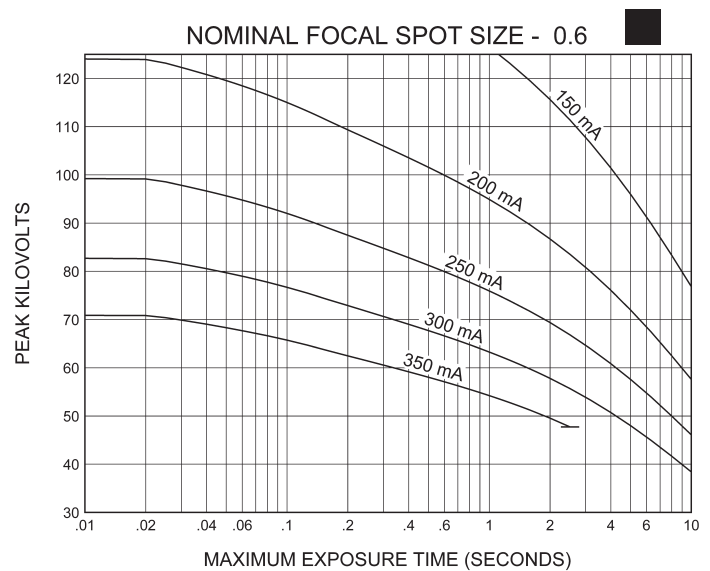 NOMINAL FOCAL SPOT SIZE - 0.6
120
110
100
90
80
70
60
50
40
30
PEAK KILOVOLTS
150 mA
200 mA
250 mA
300 mA
350 mA
.01 .02 .04 .06 .1 .2 .4 .6 1 2 4 6 10
MAXIMUM EXPOSURE TIME (SECONDS)